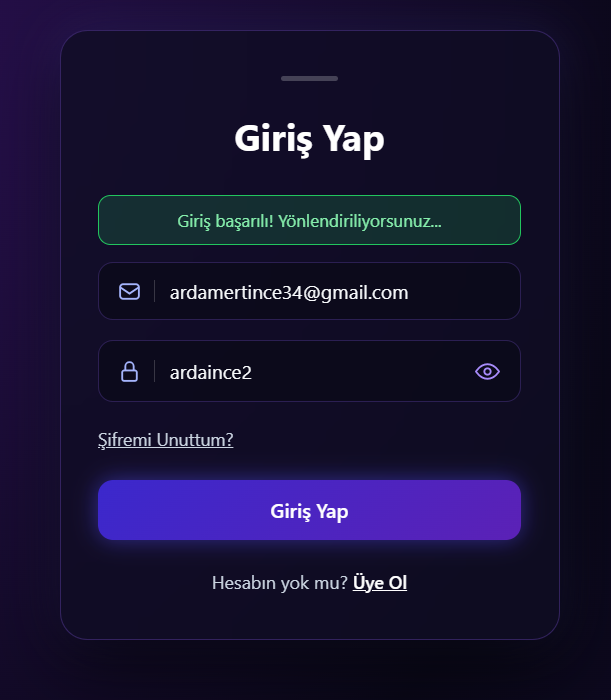 Giriş Yap
Giriş başarılı! Yönlendiriliyorsunuz...
ardamertince34@gmail.com
ardaince2
Şifremi Unuttum?
Giriş Yap
Hesabın yok mu? Üye Ol